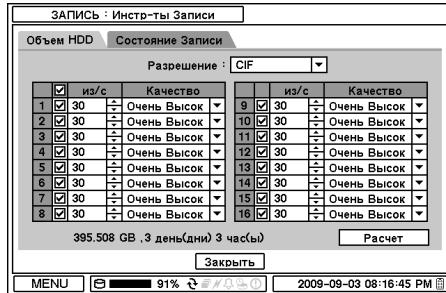 ЗАПИСЬ : Инстр-ты Записи
Объем HDD Состояние Записи
Разрешение : CIF
из/с Качество из/с Качество
1 30 Очень Высок 9 30 Очень Высок
2 30 Очень Высок 10 30 Очень Высок
3 30 Очень Высок 11 30 Очень Высок
4 30 Очень Высок 12 30 Очень Высок
5 30 Очень Высок 13 30 Очень Высок
6 30 Очень Высок 14 30 Очень Высок
7 30 Очень Высок 15 30 Очень Высок
8 30 Очень Высок 16 30 Очень Высок
395.508 GB ,3 день(дни) 3 час(ы) Расчет
Закрыть
MENU 91% 2009-09-03 08:16:45 PM